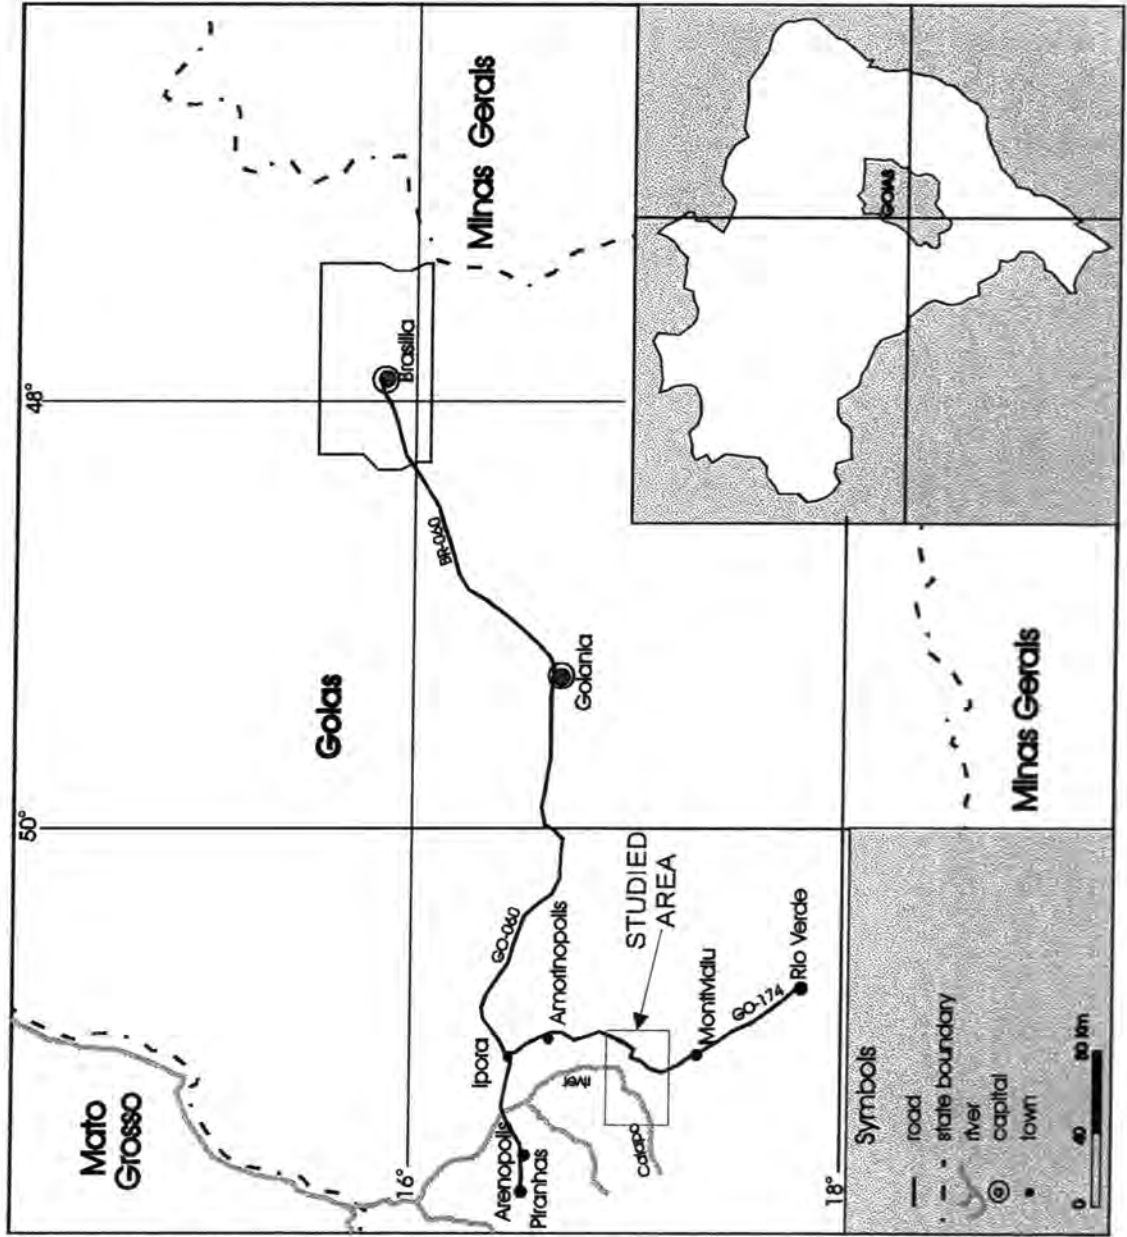 50°
48°
Mato
Grosso
Goias
16°
Brasilia
BR-060
Minas Gerais
Ipora
GO-060
Arenopolis
Piranhas
Amorinopolis
Goiania
river
Caiapo
STUDIED
AREA
Montividiu
GO-174
Rio Verde
18°
GOIAS
Minas Gerais
Symbols
road
state boundary
river
capital
town
0 40 80 Km